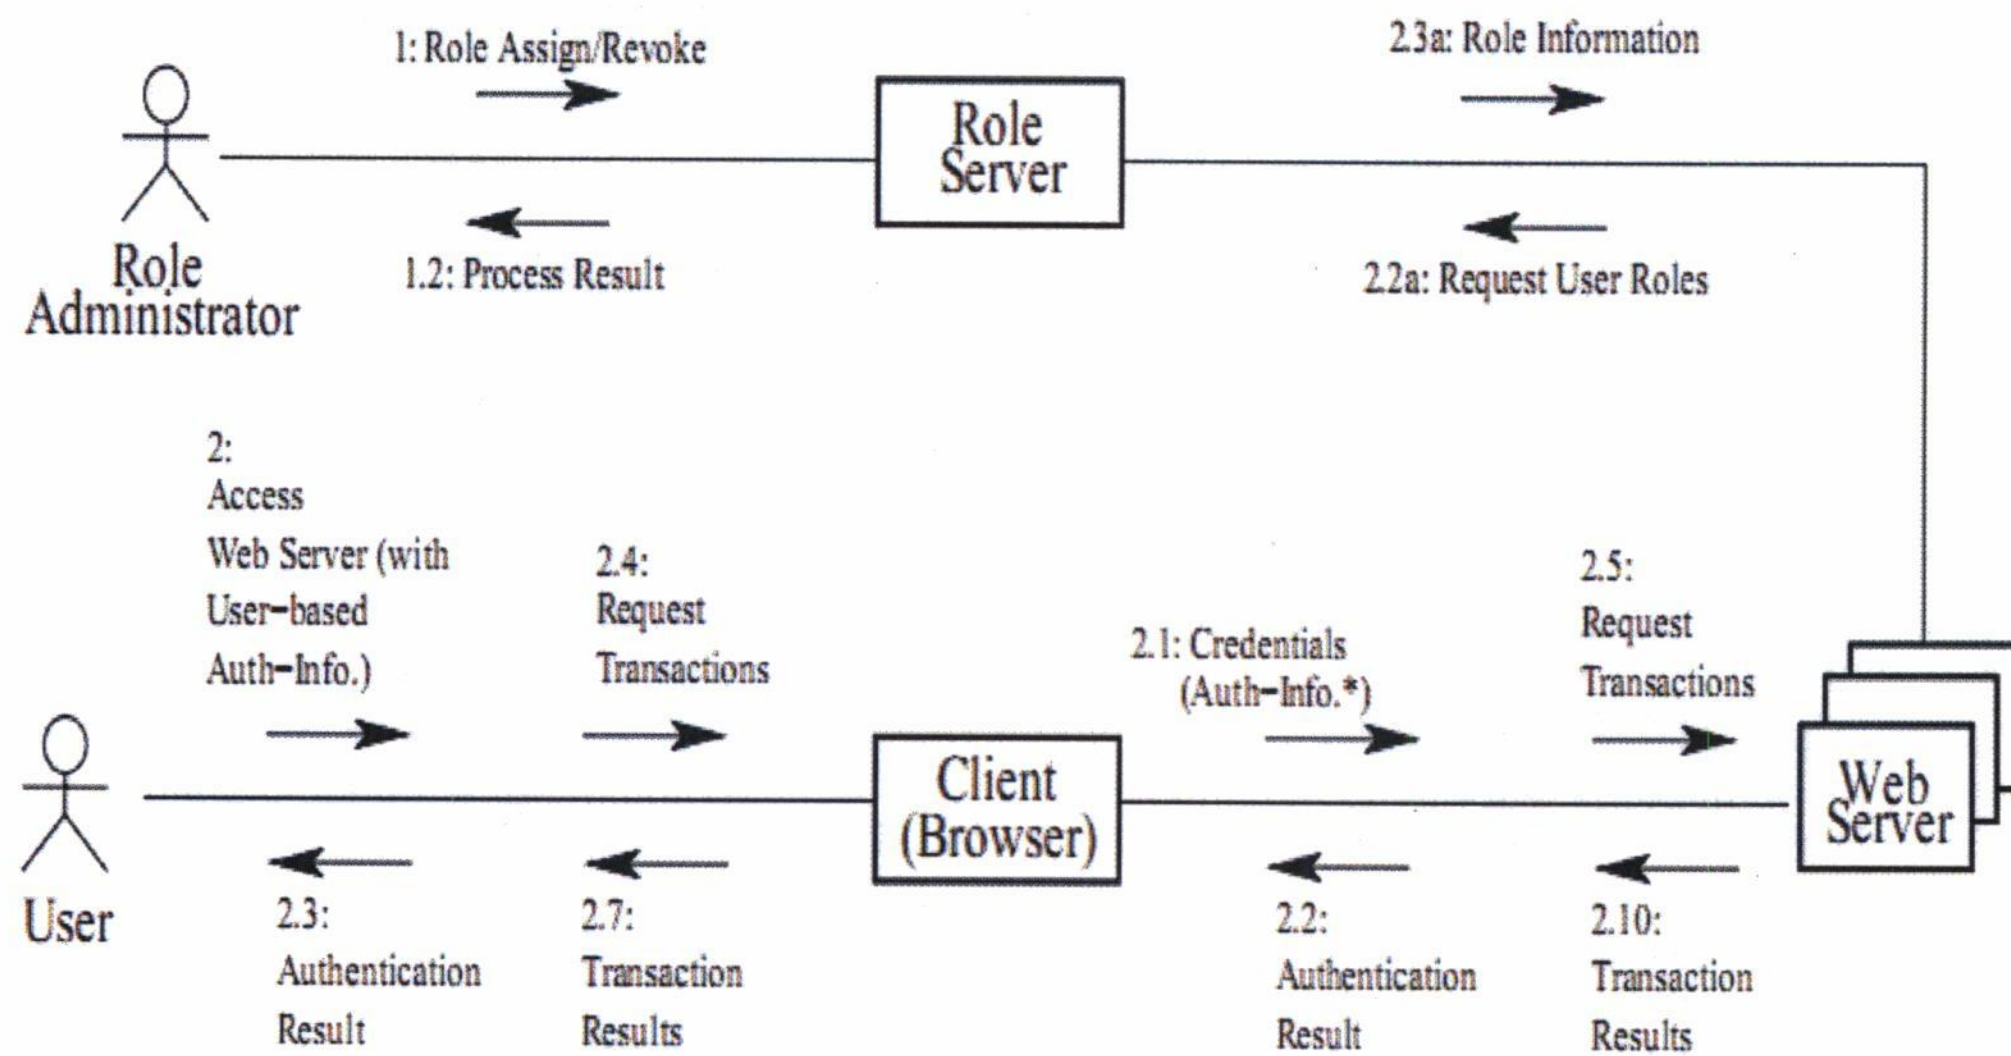 1: Role Assign/Revoke
2.3a: Role Information
Role
Server
1.2: Process Result
2.2a: Request User Roles
Role
Administrator
2:
Access
Web Server (with
User-based
Auth-Info.)
2.4:
Request
Transactions
2.1: Credentials
(Auth-Info.*)
2.5:
Request
Transactions
Client
(Browser)
Web
Server
User
2.3:
Authentication
Result
2.7:
Transaction
Results
2.2:
Authentication
Result
2.10:
Transaction
Results